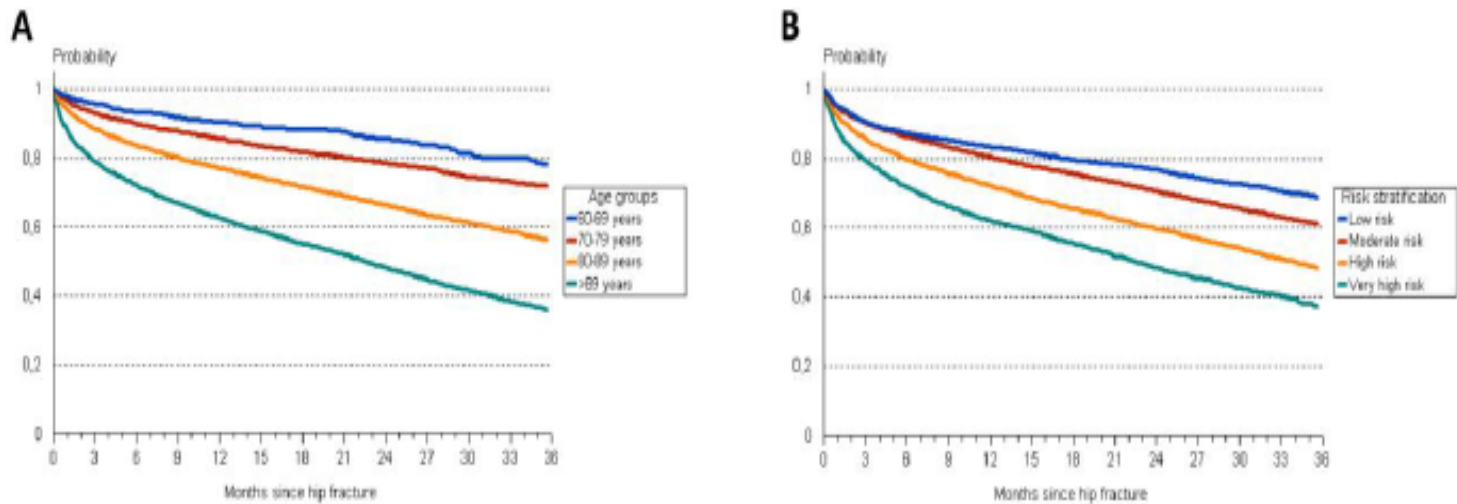 A
Probability
1
0,8
0,6
0,4
0,2
0
0 3 6 9 12 15 18 21 24 27 30 33 36
Months since hip fracture
Age groups
60-69 years
70-79 years
80-89 years
>89 years
B
Probability
1
0,8
0,6
0,4
0,2
0
0 3 6 9 12 15 18 21 24 27 30 33 36
Months since hip fracture
Risk stratification
Low risk
Moderate risk
High risk
Very high risk